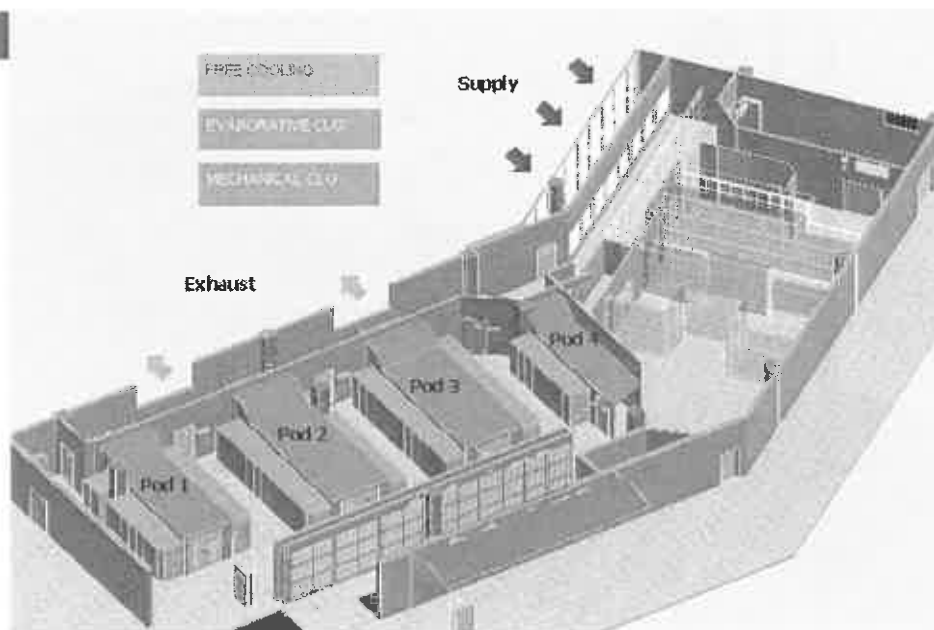 FREE COOLING
Supply
EVAPORATIVE CLG
MECHANICAL CLG
Exhaust
Pod 4
Pod 3
Pod 2
Pod 1